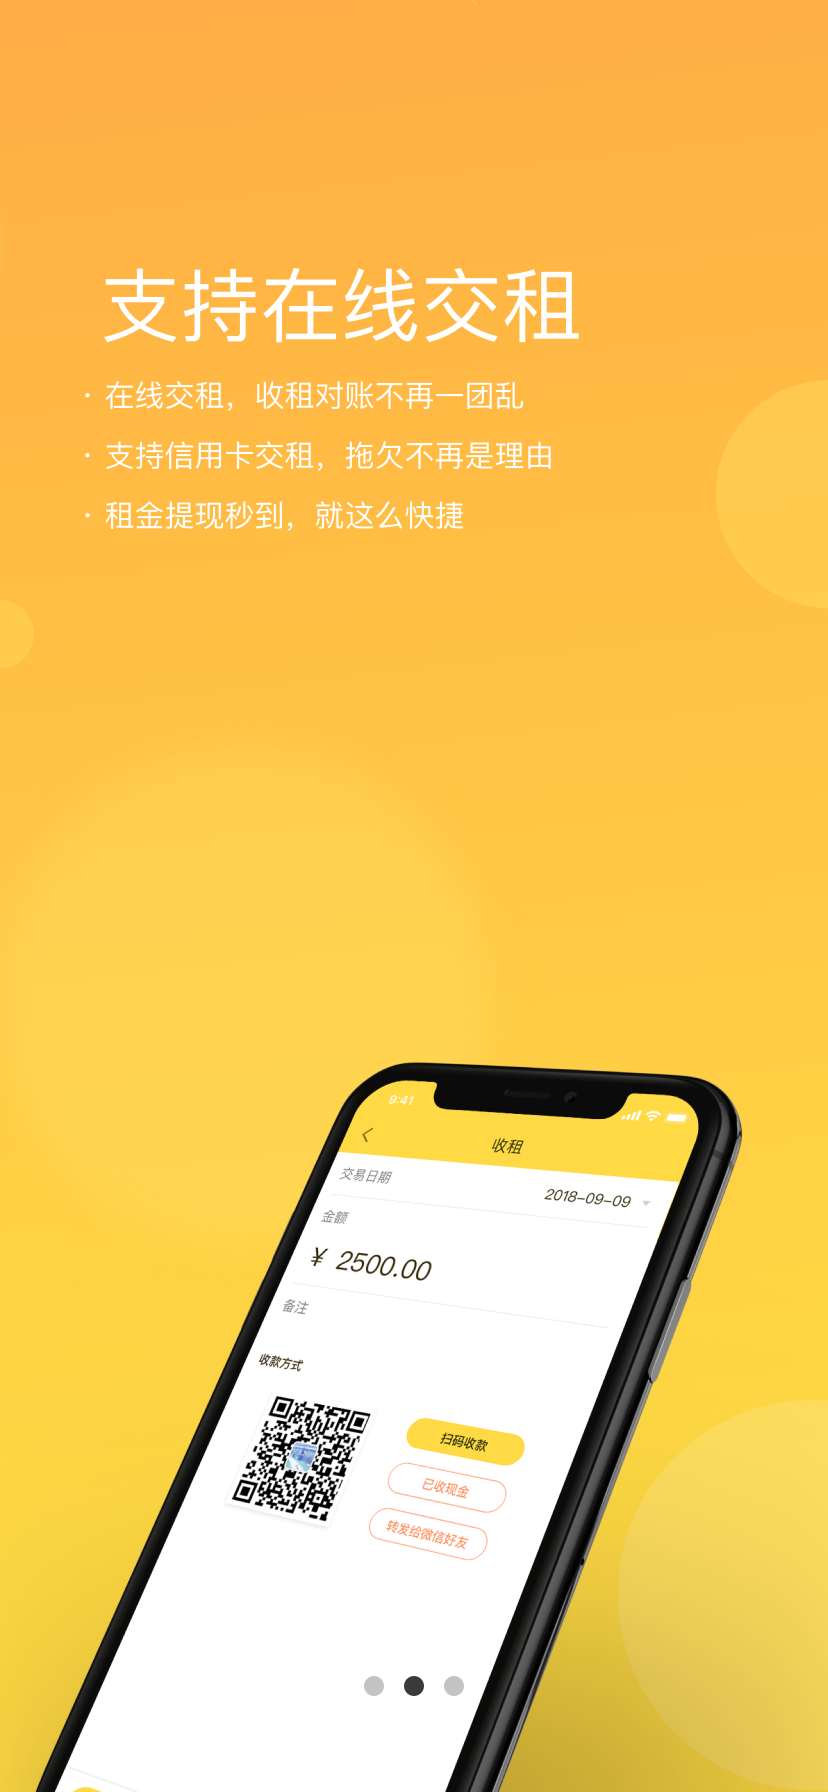 支持在线交租
· 在线交租，收租对账不再一团乱
· 支持信用卡交租，拖欠不再是理由
· 租金提现秒到，就这么快捷
9:41
收租
交易日期 2018-09-09
金额
¥ 2500.00
备注
收款方式
扫码收款
已收现金
转发给微信好友